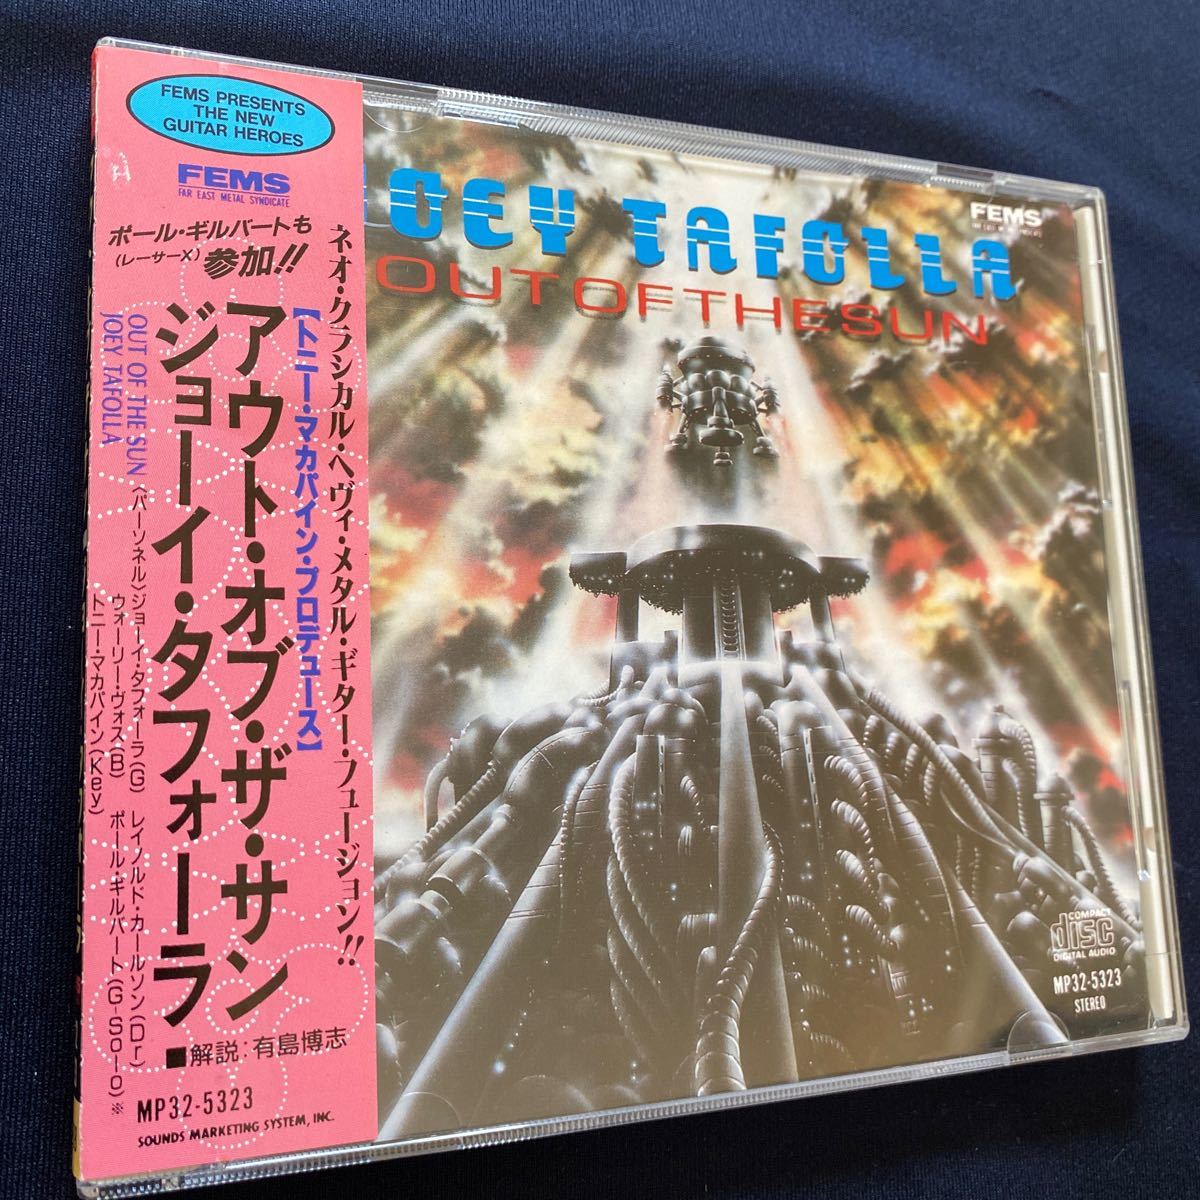 FEMS PRESENTS
THE NEW
GUITAR HEROES
FEMS
FAR EAST METAL SYNDICATE
ポール・ギルバートも
(レーサーX) 参加!!
ネオ・クラシカル・ヘヴィ・メタル・ギター・フュージョン!!
【トニー・マカパイン・プロデュース】
アウト・オブ・ザ・サン
ジョーイ・タフォーラ
OUT OF THE SUN
JOEY TAFOLLA
〈パーソネル〉ジョーイ・タフォーラ(G)
ウォーリー・ヴォス(B)
トニー・マカパイン(Key)
レイノルド・カールソン(Dr)
ポール・ギルバート(G-Solo)※
■解説:有島博志
MP32-5323
SOUNDS MARKETING SYSTEM, INC.
JOEY TAFOLLA
OUT OF THE SUN
FEMS
COMPACT
disc
DIGITAL AUDIO
MP32-5323
STEREO